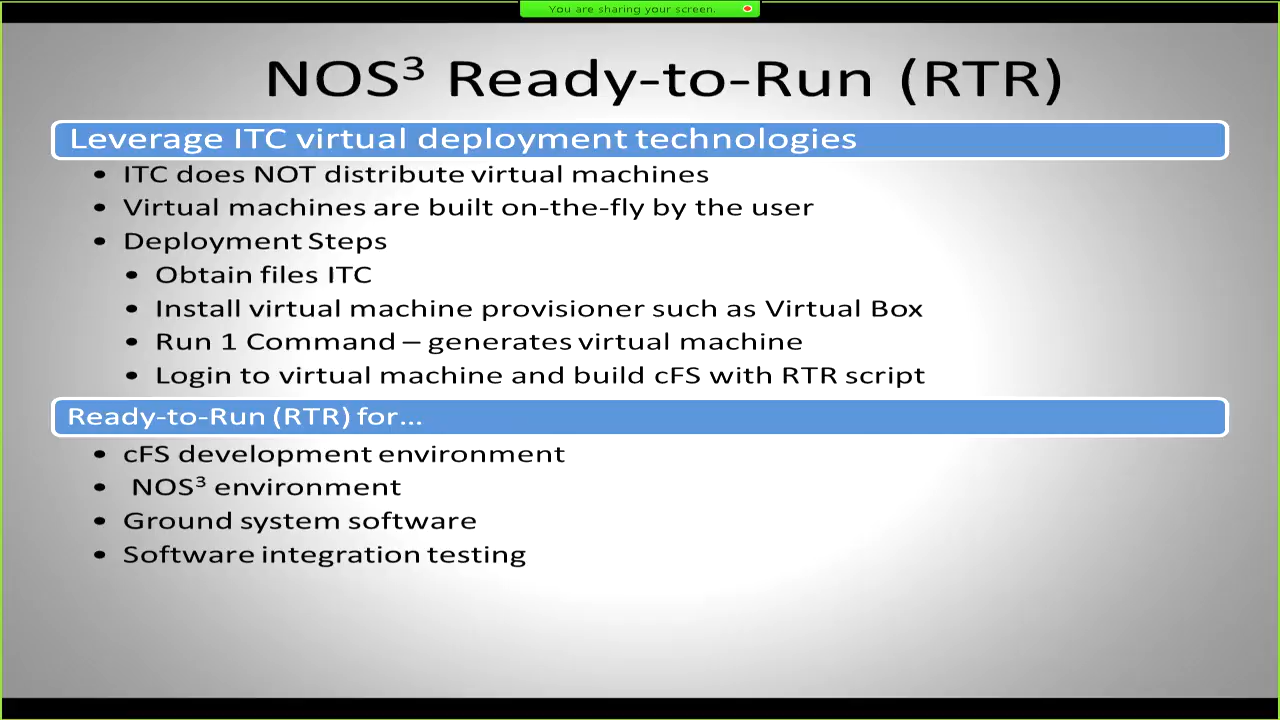 You are sharing your screen.
NOS³ Ready-to-Run (RTR)
Leverage ITC virtual deployment technologies
• ITC does NOT distribute virtual machines
• Virtual machines are built on-the-fly by the user
• Deployment Steps
• Obtain files ITC
• Install virtual machine provisioner such as Virtual Box
• Run 1 Command – generates virtual machine
• Login to virtual machine and build cFS with RTR script
Ready-to-Run (RTR) for…
• cFS development environment
• NOS³ environment
• Ground system software
• Software integration testing